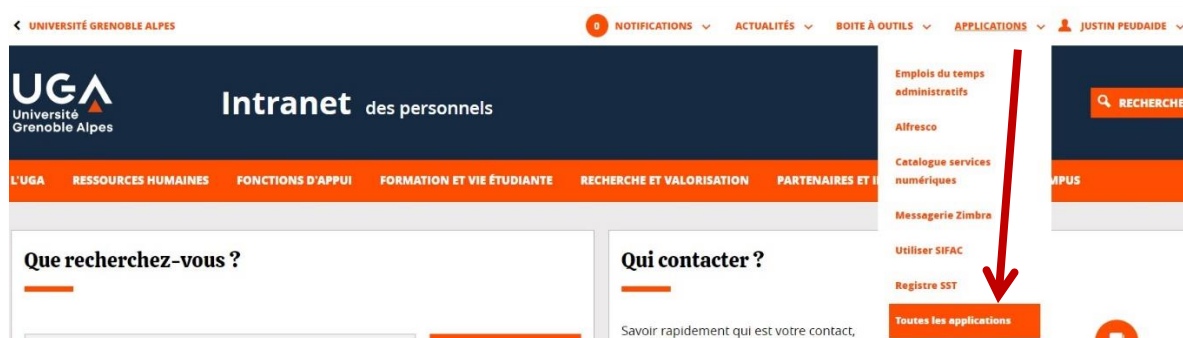 UNIVERSITÉ GRENOBLE ALPES
0 NOTIFICATIONS ACTUALITÉS BOITE À OUTILS APPLICATIONS JUSTIN PEUDAIDE
UGA
Université
Grenoble Alpes
Intranet des personnels
RECHERCHE
L'UGA RESSOURCES HUMAINES FONCTIONS D'APPUI FORMATION ET VIE ÉTUDIANTE RECHERCHE ET VALORISATION PARTENAIRES ET
Emplois du temps
administratifs
Alfresco
Catalogue services
numériques
Messagerie Zimbra
Utiliser SIFAC
Registre SST
Toutes les applications
Que recherchez-vous ?
Qui contacter ?
Savoir rapidement qui est votre contact,